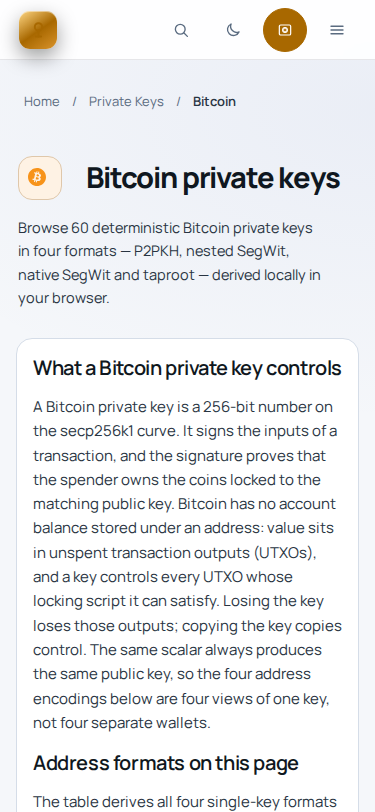 Home / Private Keys / Bitcoin
Bitcoin private keys
Browse 60 deterministic Bitcoin private keys
in four formats — P2PKH, nested SegWit,
native SegWit and taproot — derived locally in
your browser.
What a Bitcoin private key controls
A Bitcoin private key is a 256-bit number on
the secp256k1 curve. It signs the inputs of a
transaction, and the signature proves that
the spender owns the coins locked to the
matching public key. Bitcoin has no account
balance stored under an address: value sits
in unspent transaction outputs (UTXOs),
and a key controls every UTXO whose
locking script it can satisfy. Losing the key
loses those outputs; copying the key copies
control. The same scalar always produces
the same public key, so the four address
encodings below are four views of one key,
not four separate wallets.
Address formats on this page
The table derives all four single-key formats